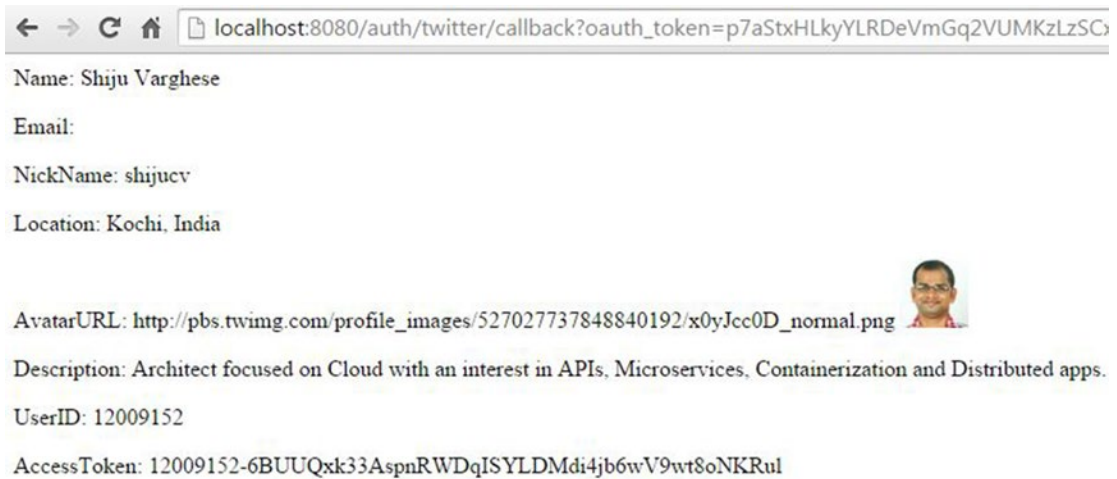 localhost:8080/auth/twitter/callback?oauth_token=p7aStxHLkyYLRDeVmGq2VUMKzLzSCx
Name: Shiju Varghese
Email:
NickName: shijucv
Location: Kochi, India
AvatarURL: http://pbs.twimg.com/profile_images/527027737848840192/x0yJcc0D_normal.png
Description: Architect focused on Cloud with an interest in APIs, Microservices, Containerization and Distributed apps.
UserID: 12009152
AccessToken: 12009152-6BUUQxk33AspnRWDqISYLDMdi4jb6wV9wt8oNKRul